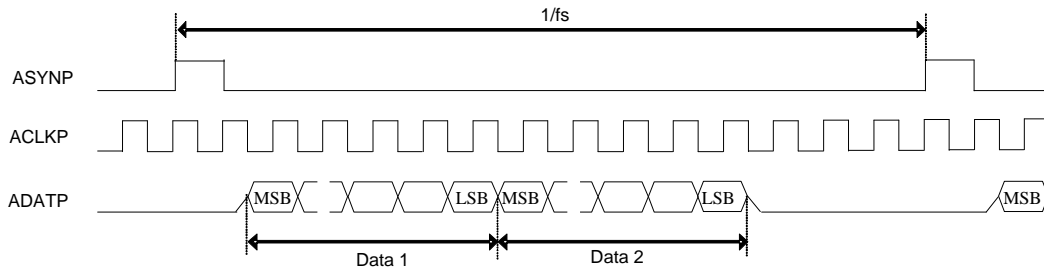 1/fs
ASYNP
ACLKP
ADATP
MSB
LSB
MSB
LSB
MSB
Data 1
Data 2